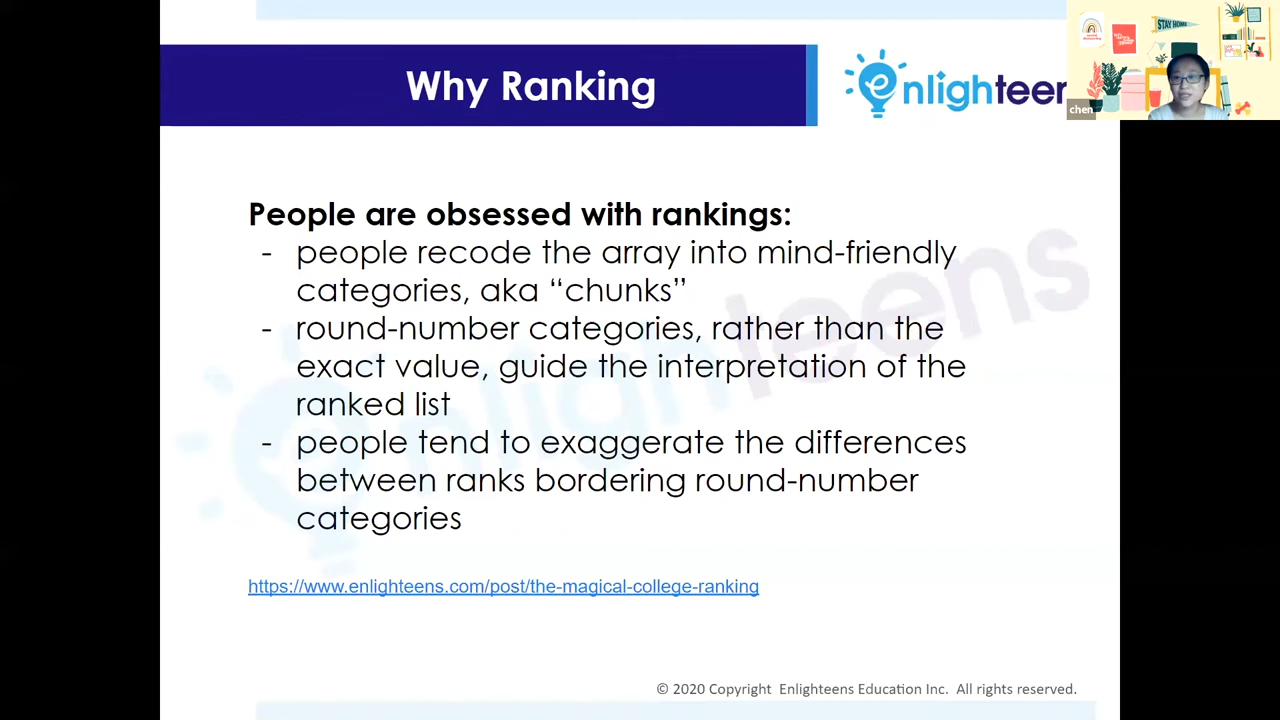 STAY HOME
Why Ranking
enlighteens
chen
People are obsessed with rankings:
- people recode the array into mind-friendly
categories, aka “chunks”
- round-number categories, rather than the
exact value, guide the interpretation of the
ranked list
- people tend to exaggerate the differences
between ranks bordering round-number
categories
enlighteens
https://www.enlighteens.com/post/the-magical-college-ranking
© 2020 Copyright Enlighteens Education Inc. All rights reserved.